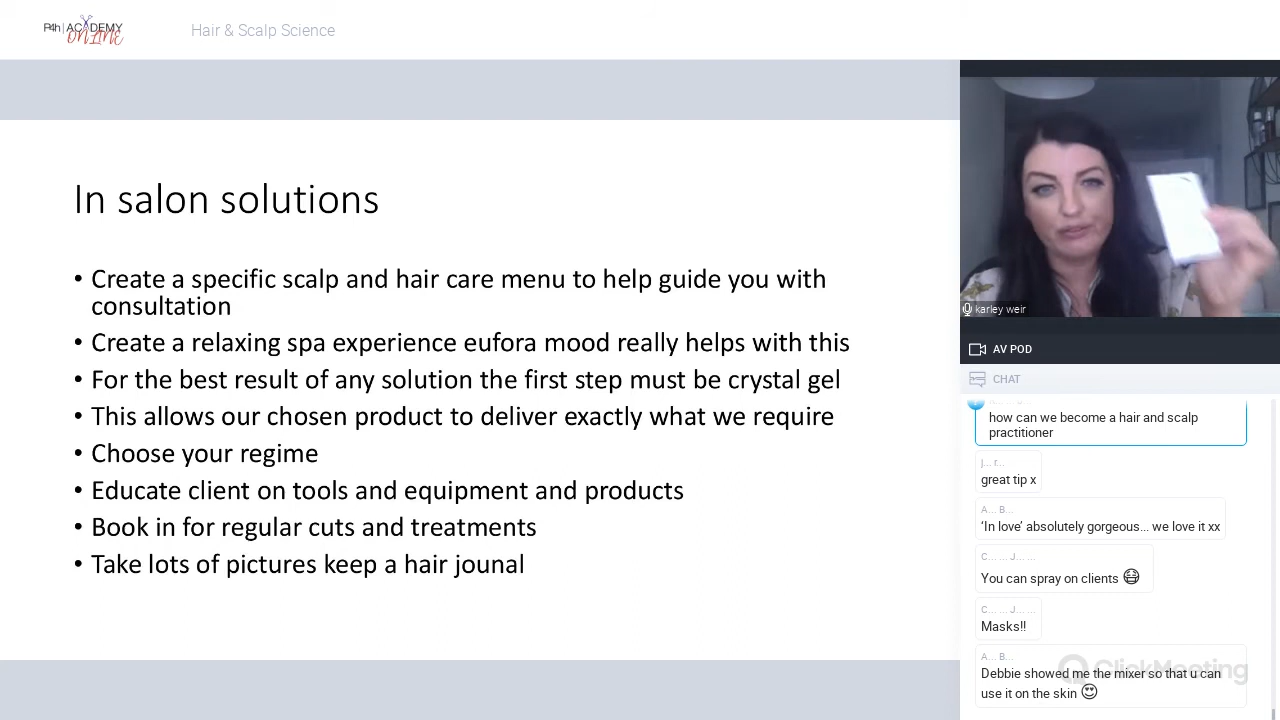 P4h | ACADEMY
ONLINE
Hair & Scalp Science
In salon solutions
• Create a specific scalp and hair care menu to help guide you with
consultation
• Create a relaxing spa experience eufora mood really helps with this
• For the best result of any solution the first step must be crystal gel
• This allows our chosen product to deliver exactly what we require
• Choose your regime
• Educate client on tools and equipment and products
• Book in for regular cuts and treatments
• Take lots of pictures keep a hair jounal
karley weir
AV POD
CHAT
how can we become a hair and scalp
practitioner
J... r...
great tip x
A... B...
‘In love’ absolutely gorgeous... we love it xx
C... ... J... ...
You can spray on clients 😷
C... ... J... ...
Masks!!
A... B...
Debbie showed me the mixer so that u can
use it on the skin 😍
ClickMeeting